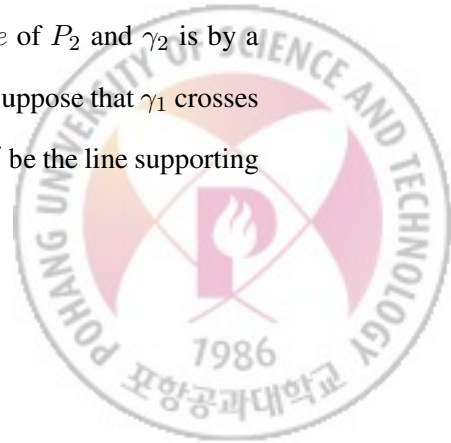 e of P₂ and γ₂ is by a
uppose that γ₁ crosses
be the line supporting
POHANG UNIVERSITY OF SCIENCE AND TECHNOLOGY
1986
포항공과대학교